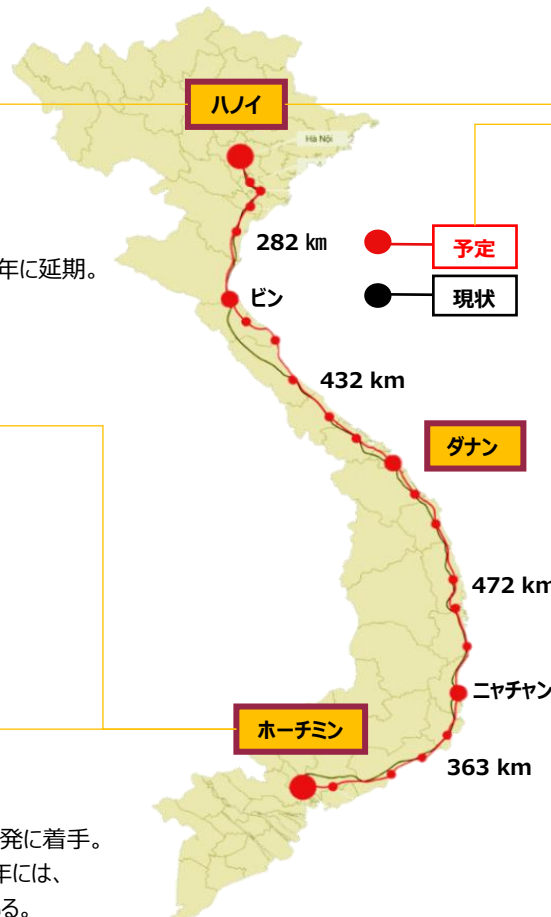 ハノイ
Hà Nội
282 ㎞
予定
年に延期。
ビン
現状
432 km
ダナン
472 km
ニャチャン
ホーチミン
363 km
発に着手。
年には、
る。